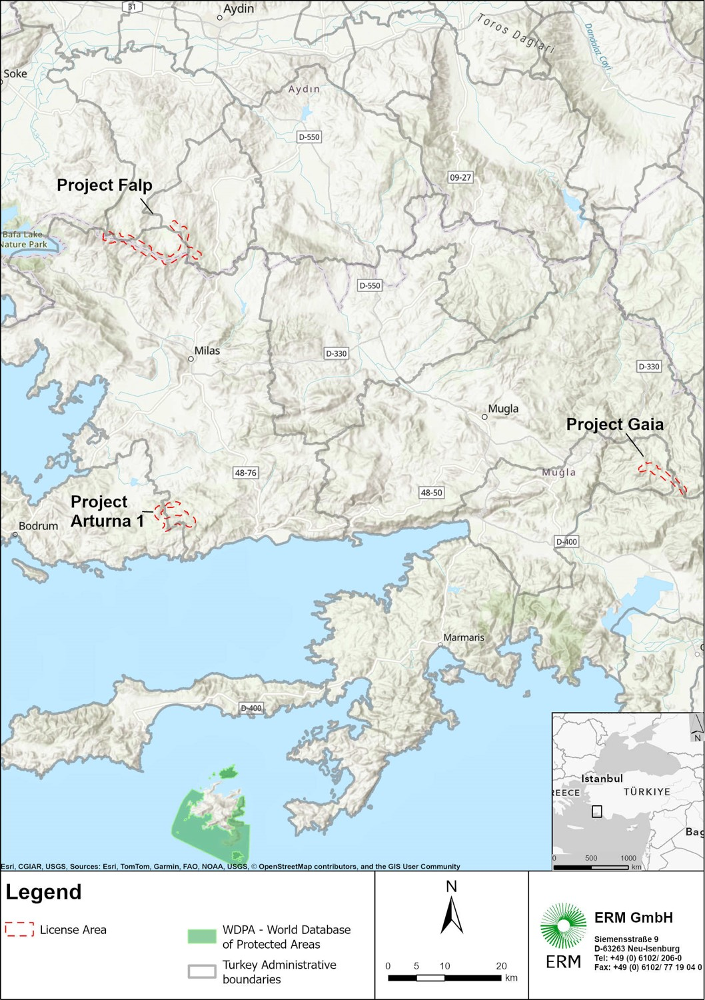 31
Aydin
Toros Daglari
Dandalaz Cayi
Soke
Aydın
D-550
09-27
Project Falp
Bafa Lake
Nature Park
D-550
Milas
D-330
D-330
Mugla
Project Gaia
48-76
Muğla
48-50
Project
Arturna 1
Bodrum
D-400
Marmaris
D-400
N
Istanbul
REECE
TÜRKIYE
Bag
0 500 1000
km
Esri, CGIAR, USGS, Sources: Esri, TomTom, Garmin, FAO, NOAA, USGS, © OpenStreetMap contributors, and the GIS User Community
Legend
License Area
WDPA - World Database
of Protected Areas
Turkey Administrative
boundaries
N
0 5 10 20
km
ERM
ERM GmbH
Siemensstraße 9
D-63263 Neu-Isenburg
Tel: +49 (0) 6102/ 206-0
Fax: +49 (0) 6102/ 77 19 04 0